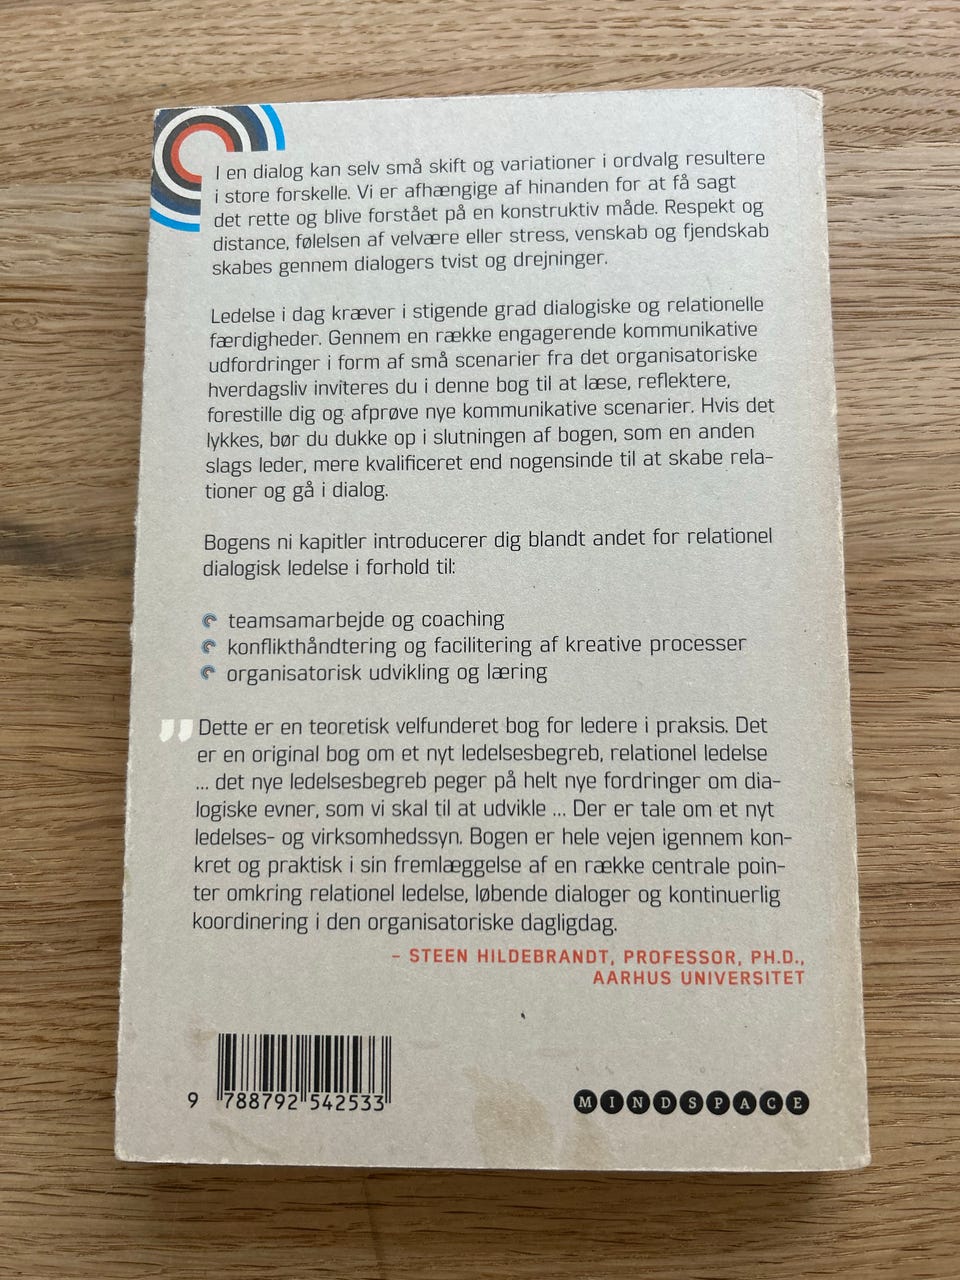 I en dialog kan selv små skift og variationer i ordvalg resultere
i store forskelle. Vi er afhængige af hinanden for at få sagt
det rette og blive forstået på en konstruktiv måde. Respekt og
distance, følelsen af velvære eller stress, venskab og fjendskab
skabes gennem dialogers tvist og drejninger.
Ledelse i dag kræver i stigende grad dialogiske og relationelle
færdigheder. Gennem en række engagerende kommunikative
udfordringer i form af små scenarier fra det organisatoriske
hverdagsliv inviteres du i denne bog til at læse, reflektere,
forestille dig og afprøve nye kommunikative scenarier. Hvis det
lykkes, bør du dukke op i slutningen af bogen, som en anden
slags leder, mere kvalificeret end nogensinde til at skabe rela-
tioner og gå i dialog.
Bogens ni kapitler introducerer dig blandt andet for relationel
dialogisk ledelse i forhold til:
teamsamarbejde og coaching
konflikthåndtering og facilitering af kreative processer
organisatorisk udvikling og læring
" Dette er en teoretisk velfunderet bog for ledere i praksis. Det
er en original bog om et nyt ledelsesbegreb, relationel ledelse
... det nye ledelsesbegreb peger på helt nye fordringer om dia-
logiske evner, som vi skal til at udvikle ... Der er tale om et nyt
ledelses- og virksomhedssyn. Bogen er hele vejen igennem kon-
kret og praktisk i sin fremlæggelse af en række centrale poin-
ter omkring relationel ledelse, løbende dialoger og kontinuerlig
koordinering i den organisatoriske dagligdag.
– STEEN HILDEBRANDT, PROFESSOR, PH.D.,
AARHUS UNIVERSITET
9 788792 542533
MINDSPACE